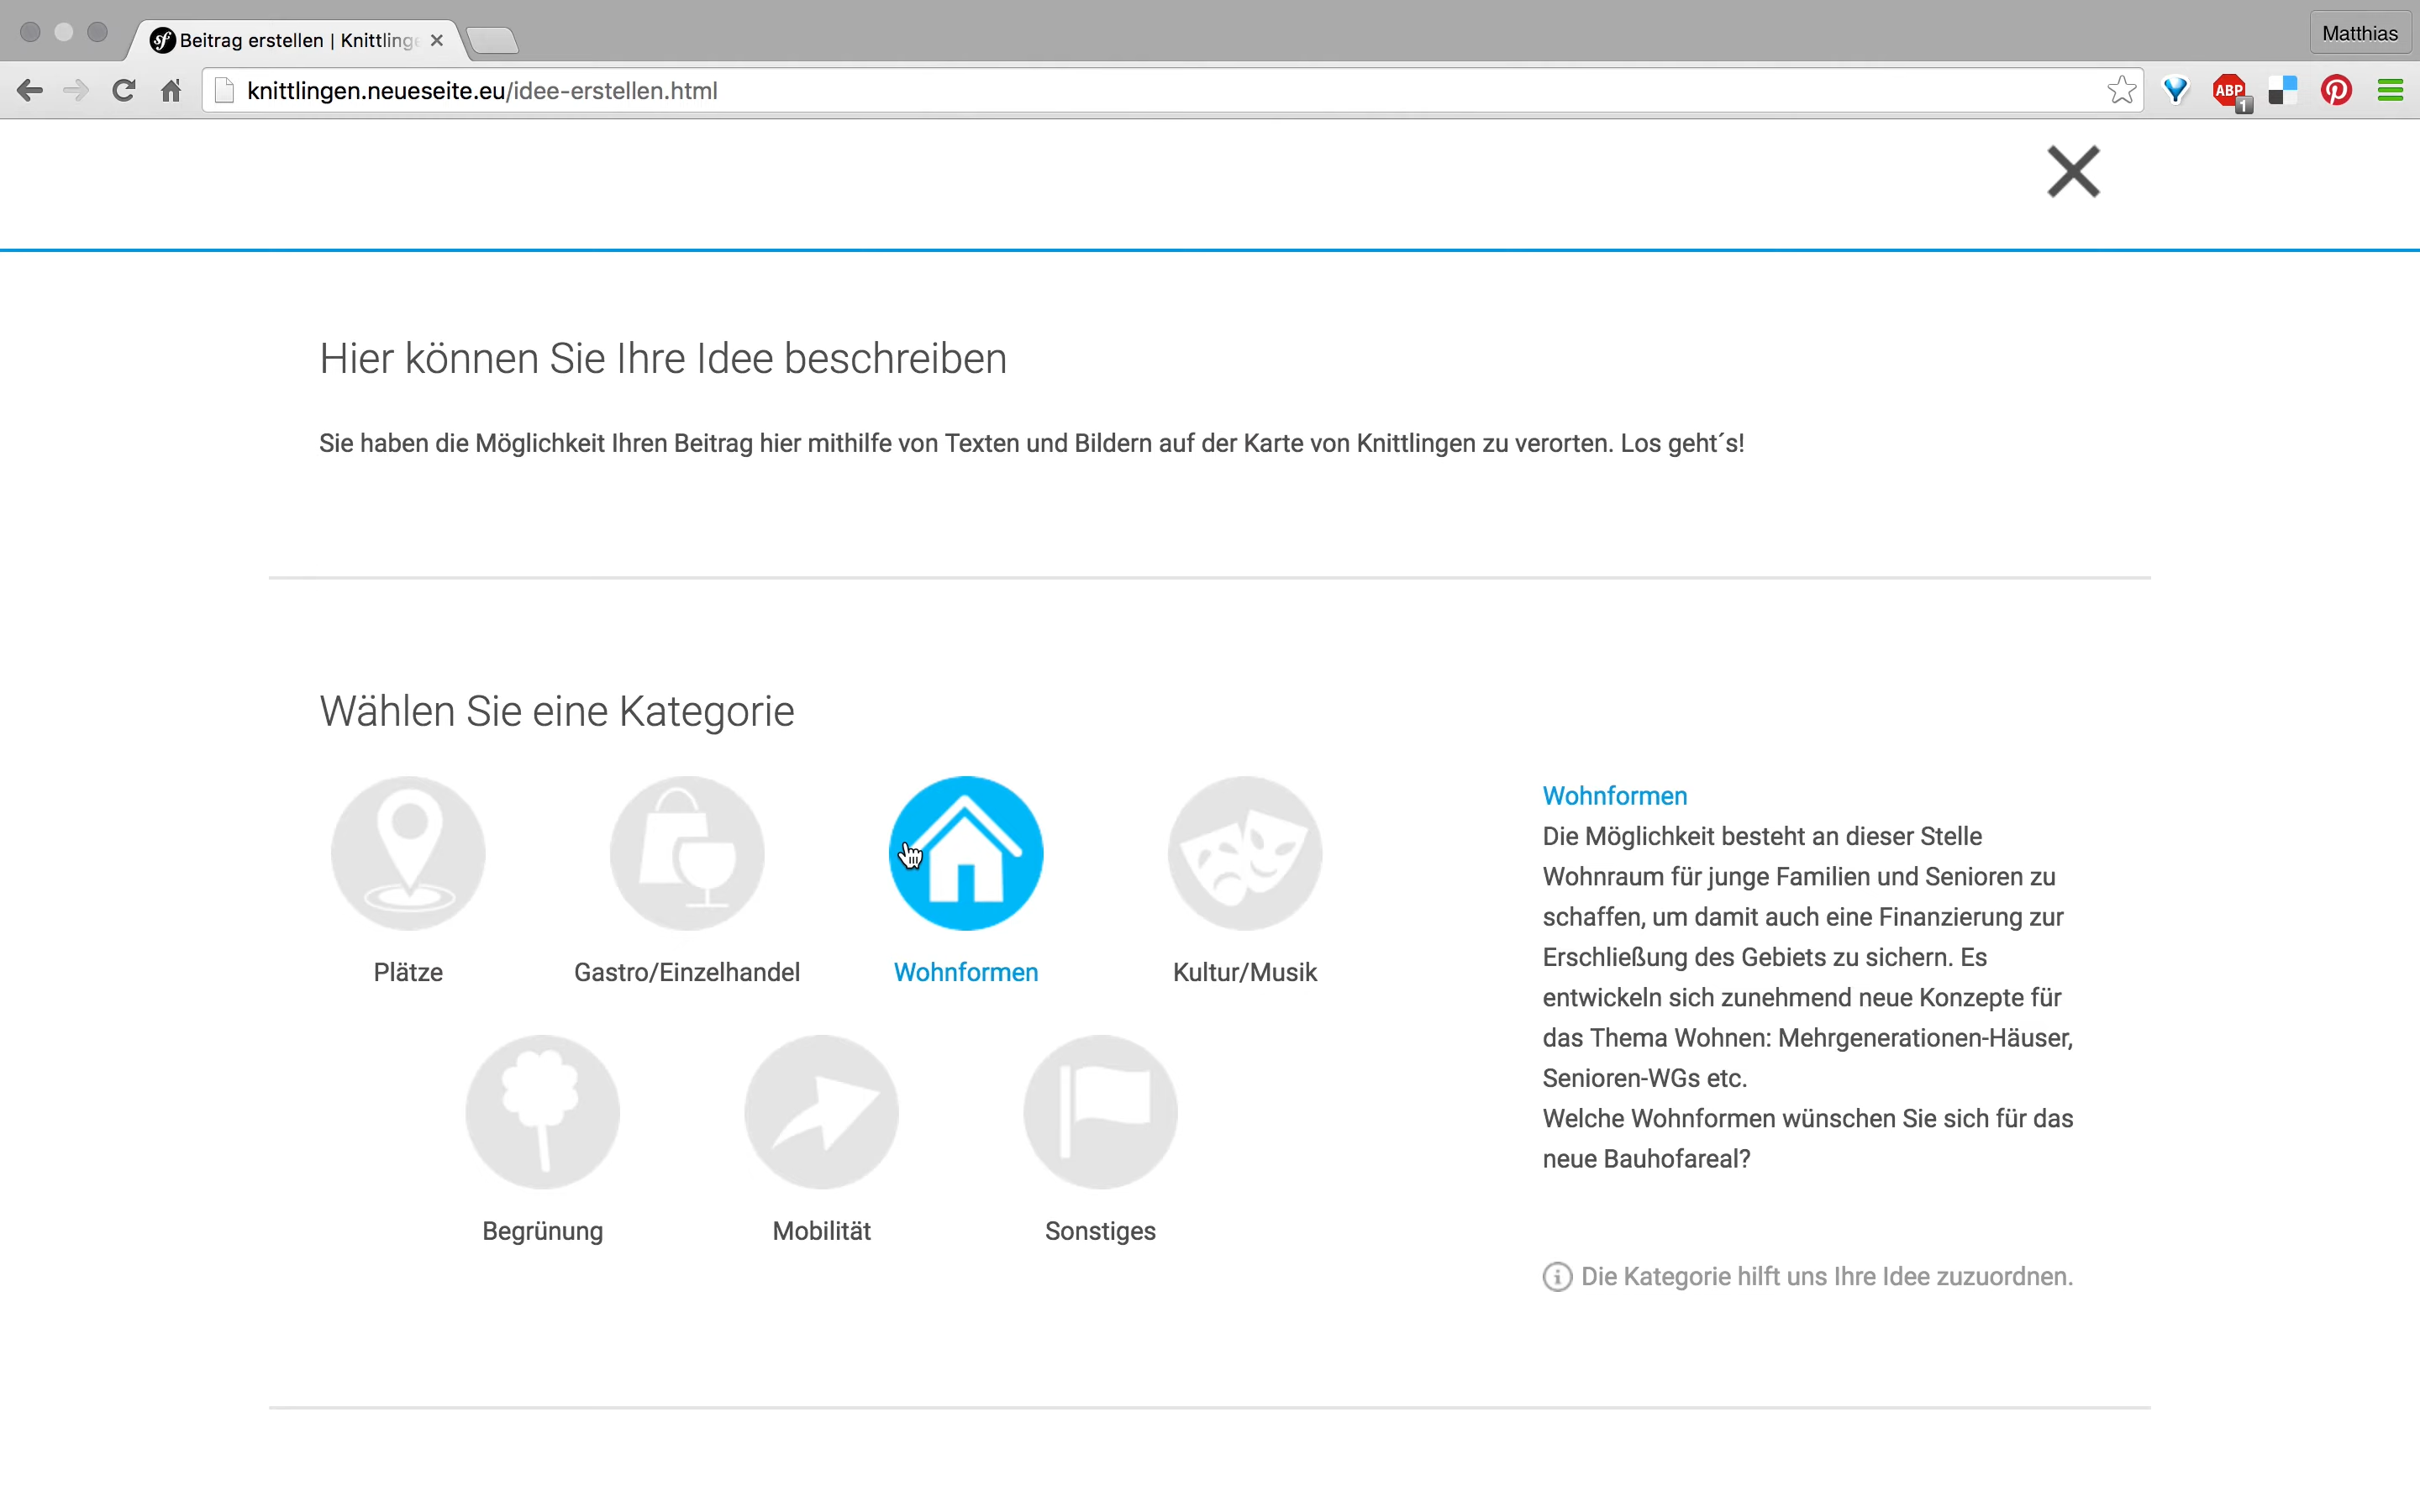 Beitrag erstellen | Knittlinge
Matthias
knittlingen.neueseite.eu/idee-erstellen.html
ABP
1
Hier können Sie Ihre Idee beschreiben
Sie haben die Möglichkeit Ihren Beitrag hier mithilfe von Texten und Bildern auf der Karte von Knittlingen zu verorten. Los geht´s!
Wählen Sie eine Kategorie
Plätze
Gastro/Einzelhandel
Wohnformen
Kultur/Musik
Begrünung
Mobilität
Sonstiges
Wohnformen
Die Möglichkeit besteht an dieser Stelle
Wohnraum für junge Familien und Senioren zu
schaffen, um damit auch eine Finanzierung zur
Erschließung des Gebiets zu sichern. Es
entwickeln sich zunehmend neue Konzepte für
das Thema Wohnen: Mehrgenerationen-Häuser,
Senioren-WGs etc.
Welche Wohnformen wünschen Sie sich für das
neue Bauhofareal?
Die Kategorie hilft uns Ihre Idee zuzuordnen.